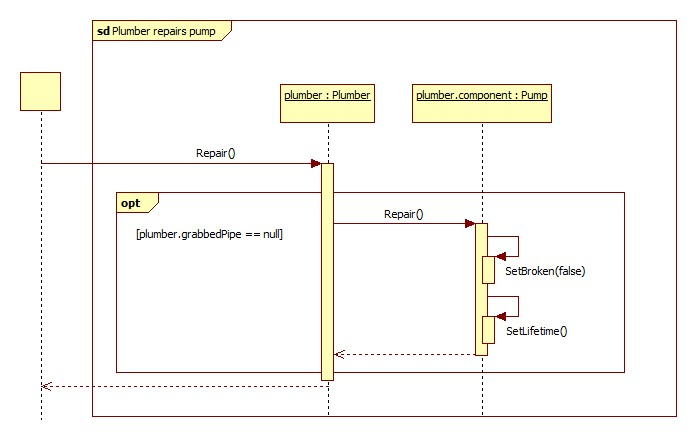 sd Plumber repairs pump
plumber : Plumber
plumber.component : Pump
Repair()
opt
Repair()
[plumber.grabbedPipe == null]
SetBroken(false)
SetLifetime()